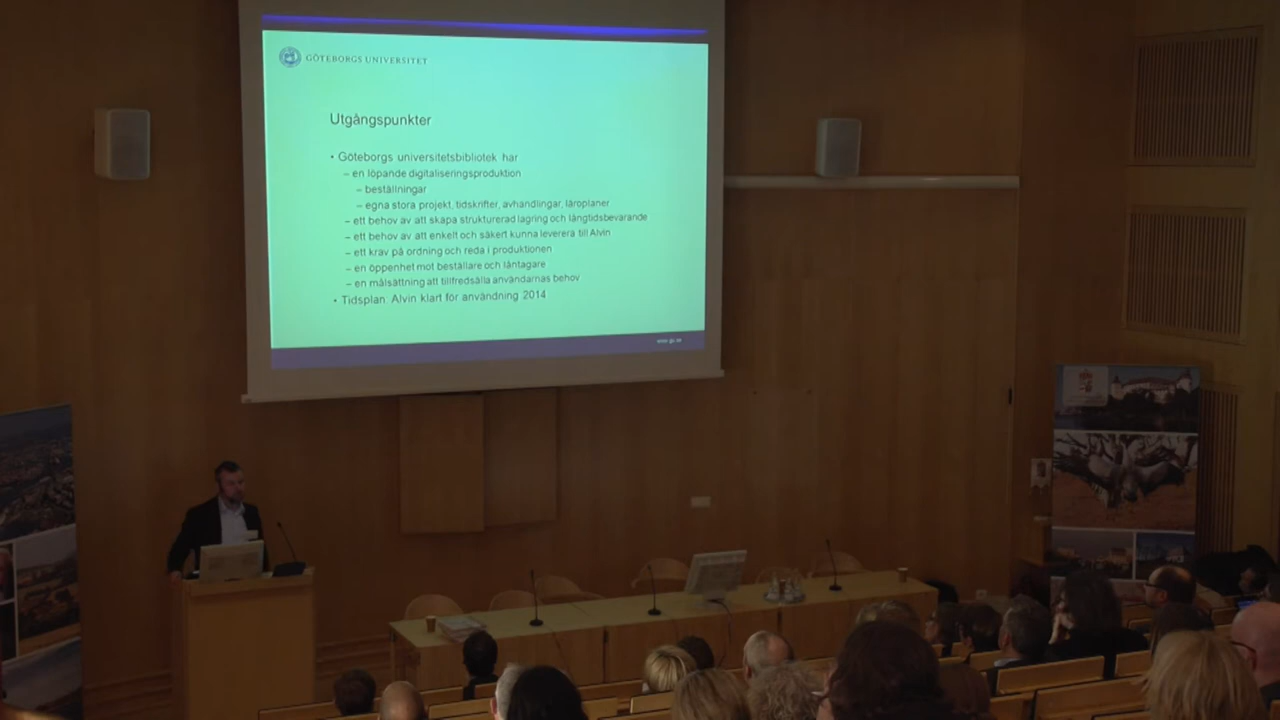 GÖTEBORGS UNIVERSITET
Utgångspunkter
• Göteborgs universitetsbibliotek har
– en löpande digitaliseringsproduktion
– beställningar
– egna stora projekt, tidskrifter, avhandlingar, läroplaner
– ett behov av att skapa strukturerad lagring och långtidsbevarande
– ett behov av att enkelt och säkert kunna leverera till Alvin
– ett krav på ordning och reda i produktionen
– en öppenhet mot beställare och låntagare
– en målsättning att tillfredsälla användarnas behov
• Tidsplan: Alvin klart för användning 2014
www.gu.se